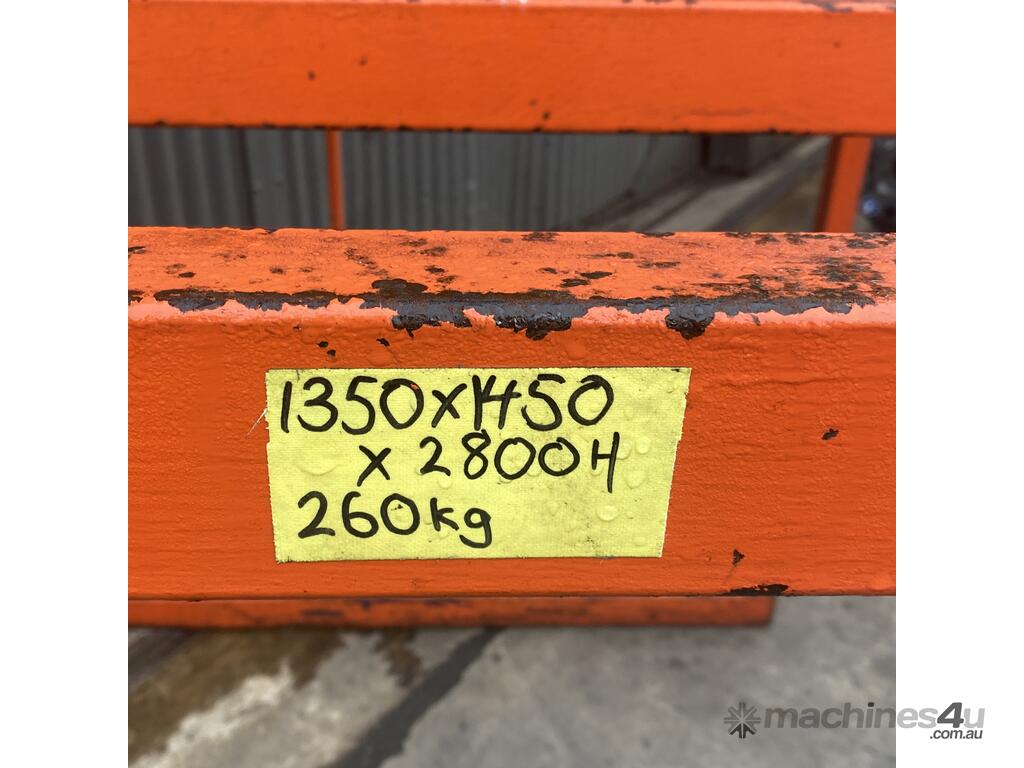 1350x1450
x 2800H
260kg
machines4u
.com.au